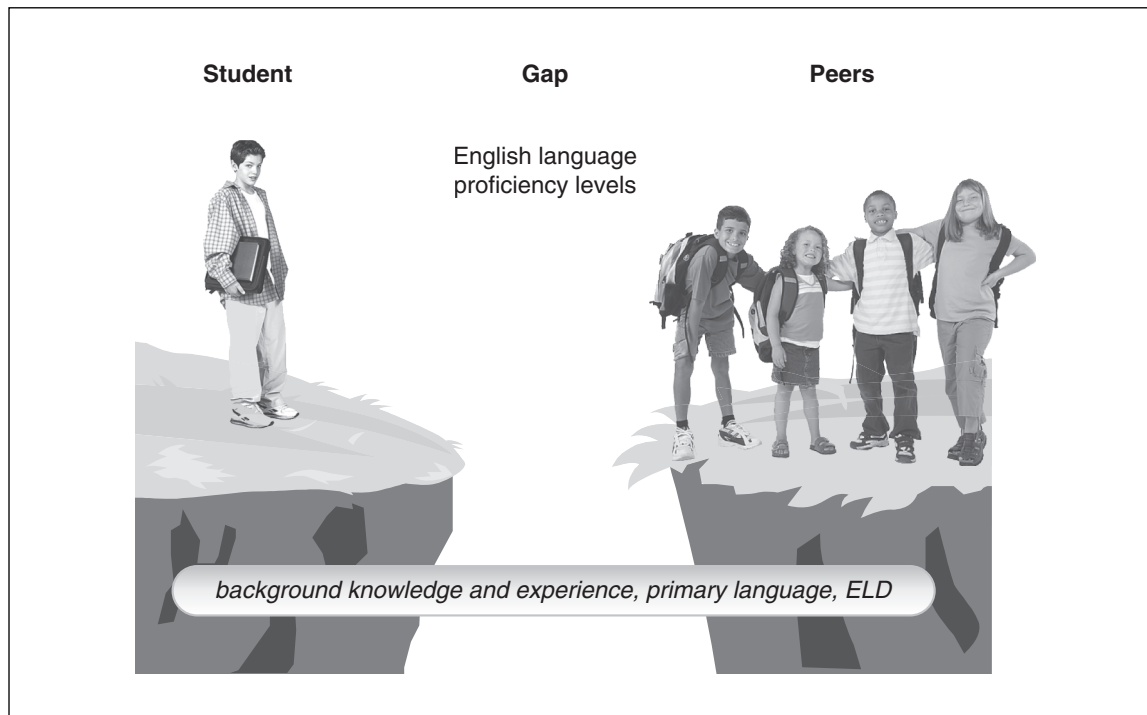 Student
Gap
Peers
English language
proficiency levels
background knowledge and experience, primary language, ELD